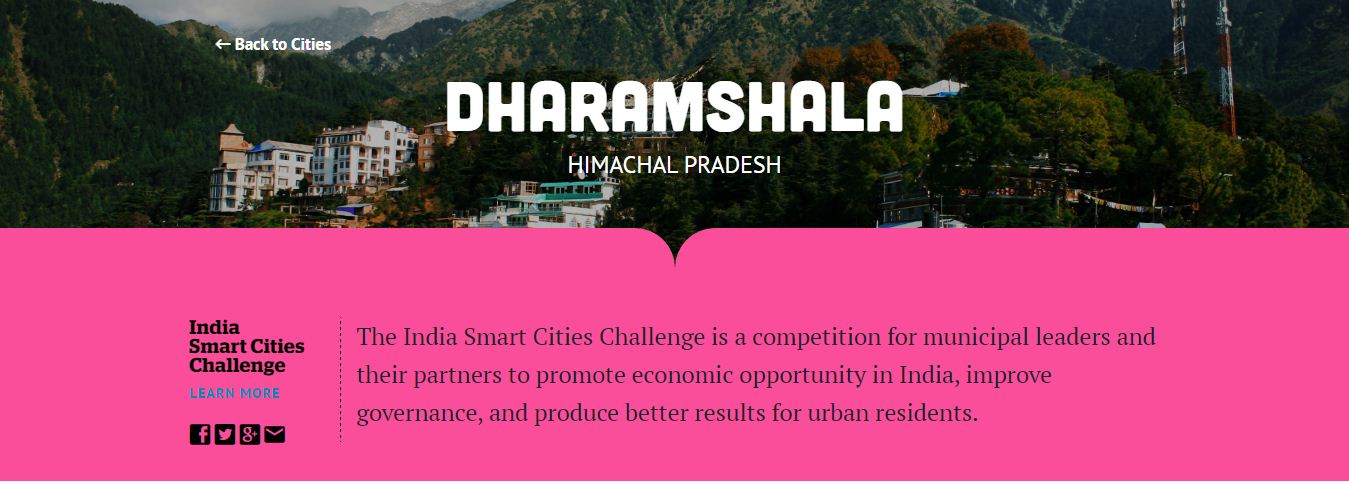 ← Back to Cities
DHARAMSHALA
HIMACHAL PRADESH
India
Smart Cities
Challenge
LEARN MORE
The India Smart Cities Challenge is a competition for municipal leaders and
their partners to promote economic opportunity in India, improve
governance, and produce better results for urban residents.